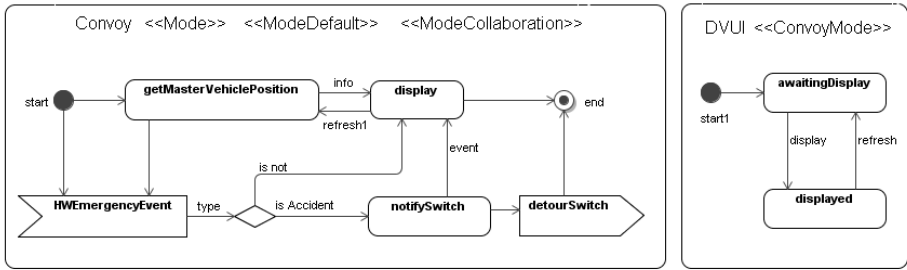 Convoy <<Mode>> <<ModeDefault>> <<ModeCollaboration>>
start
getMasterVehiclePosition
info
refresh1
display
end
is not
event
HWEmergencyEvent
type
is Accident
notifySwitch
detourSwitch
DVUI <<ConvoyMode>>
start1
awaitingDisplay
display
refresh
displayed